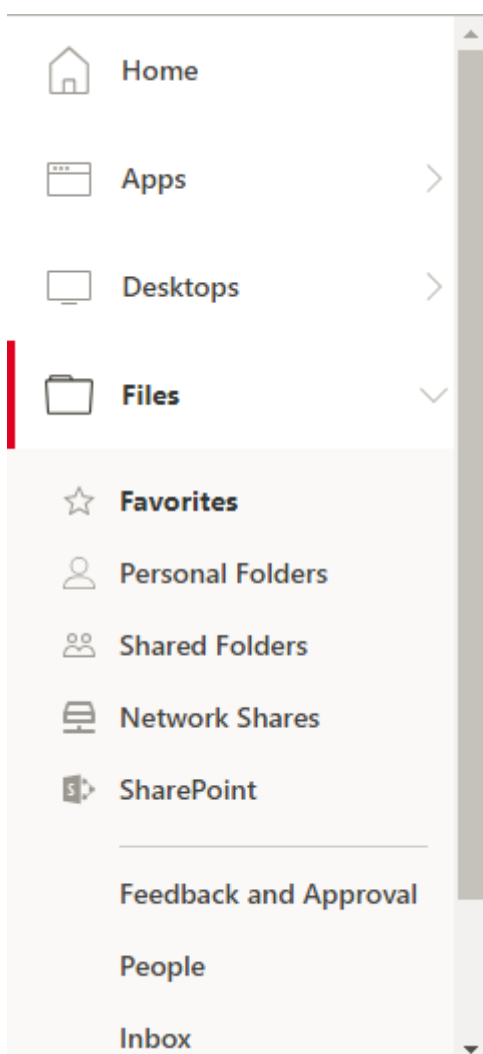 Home
Apps
Desktops
Files
Favorites
Personal Folders
Shared Folders
Network Shares
SharePoint
Feedback and Approval
People
Inbox